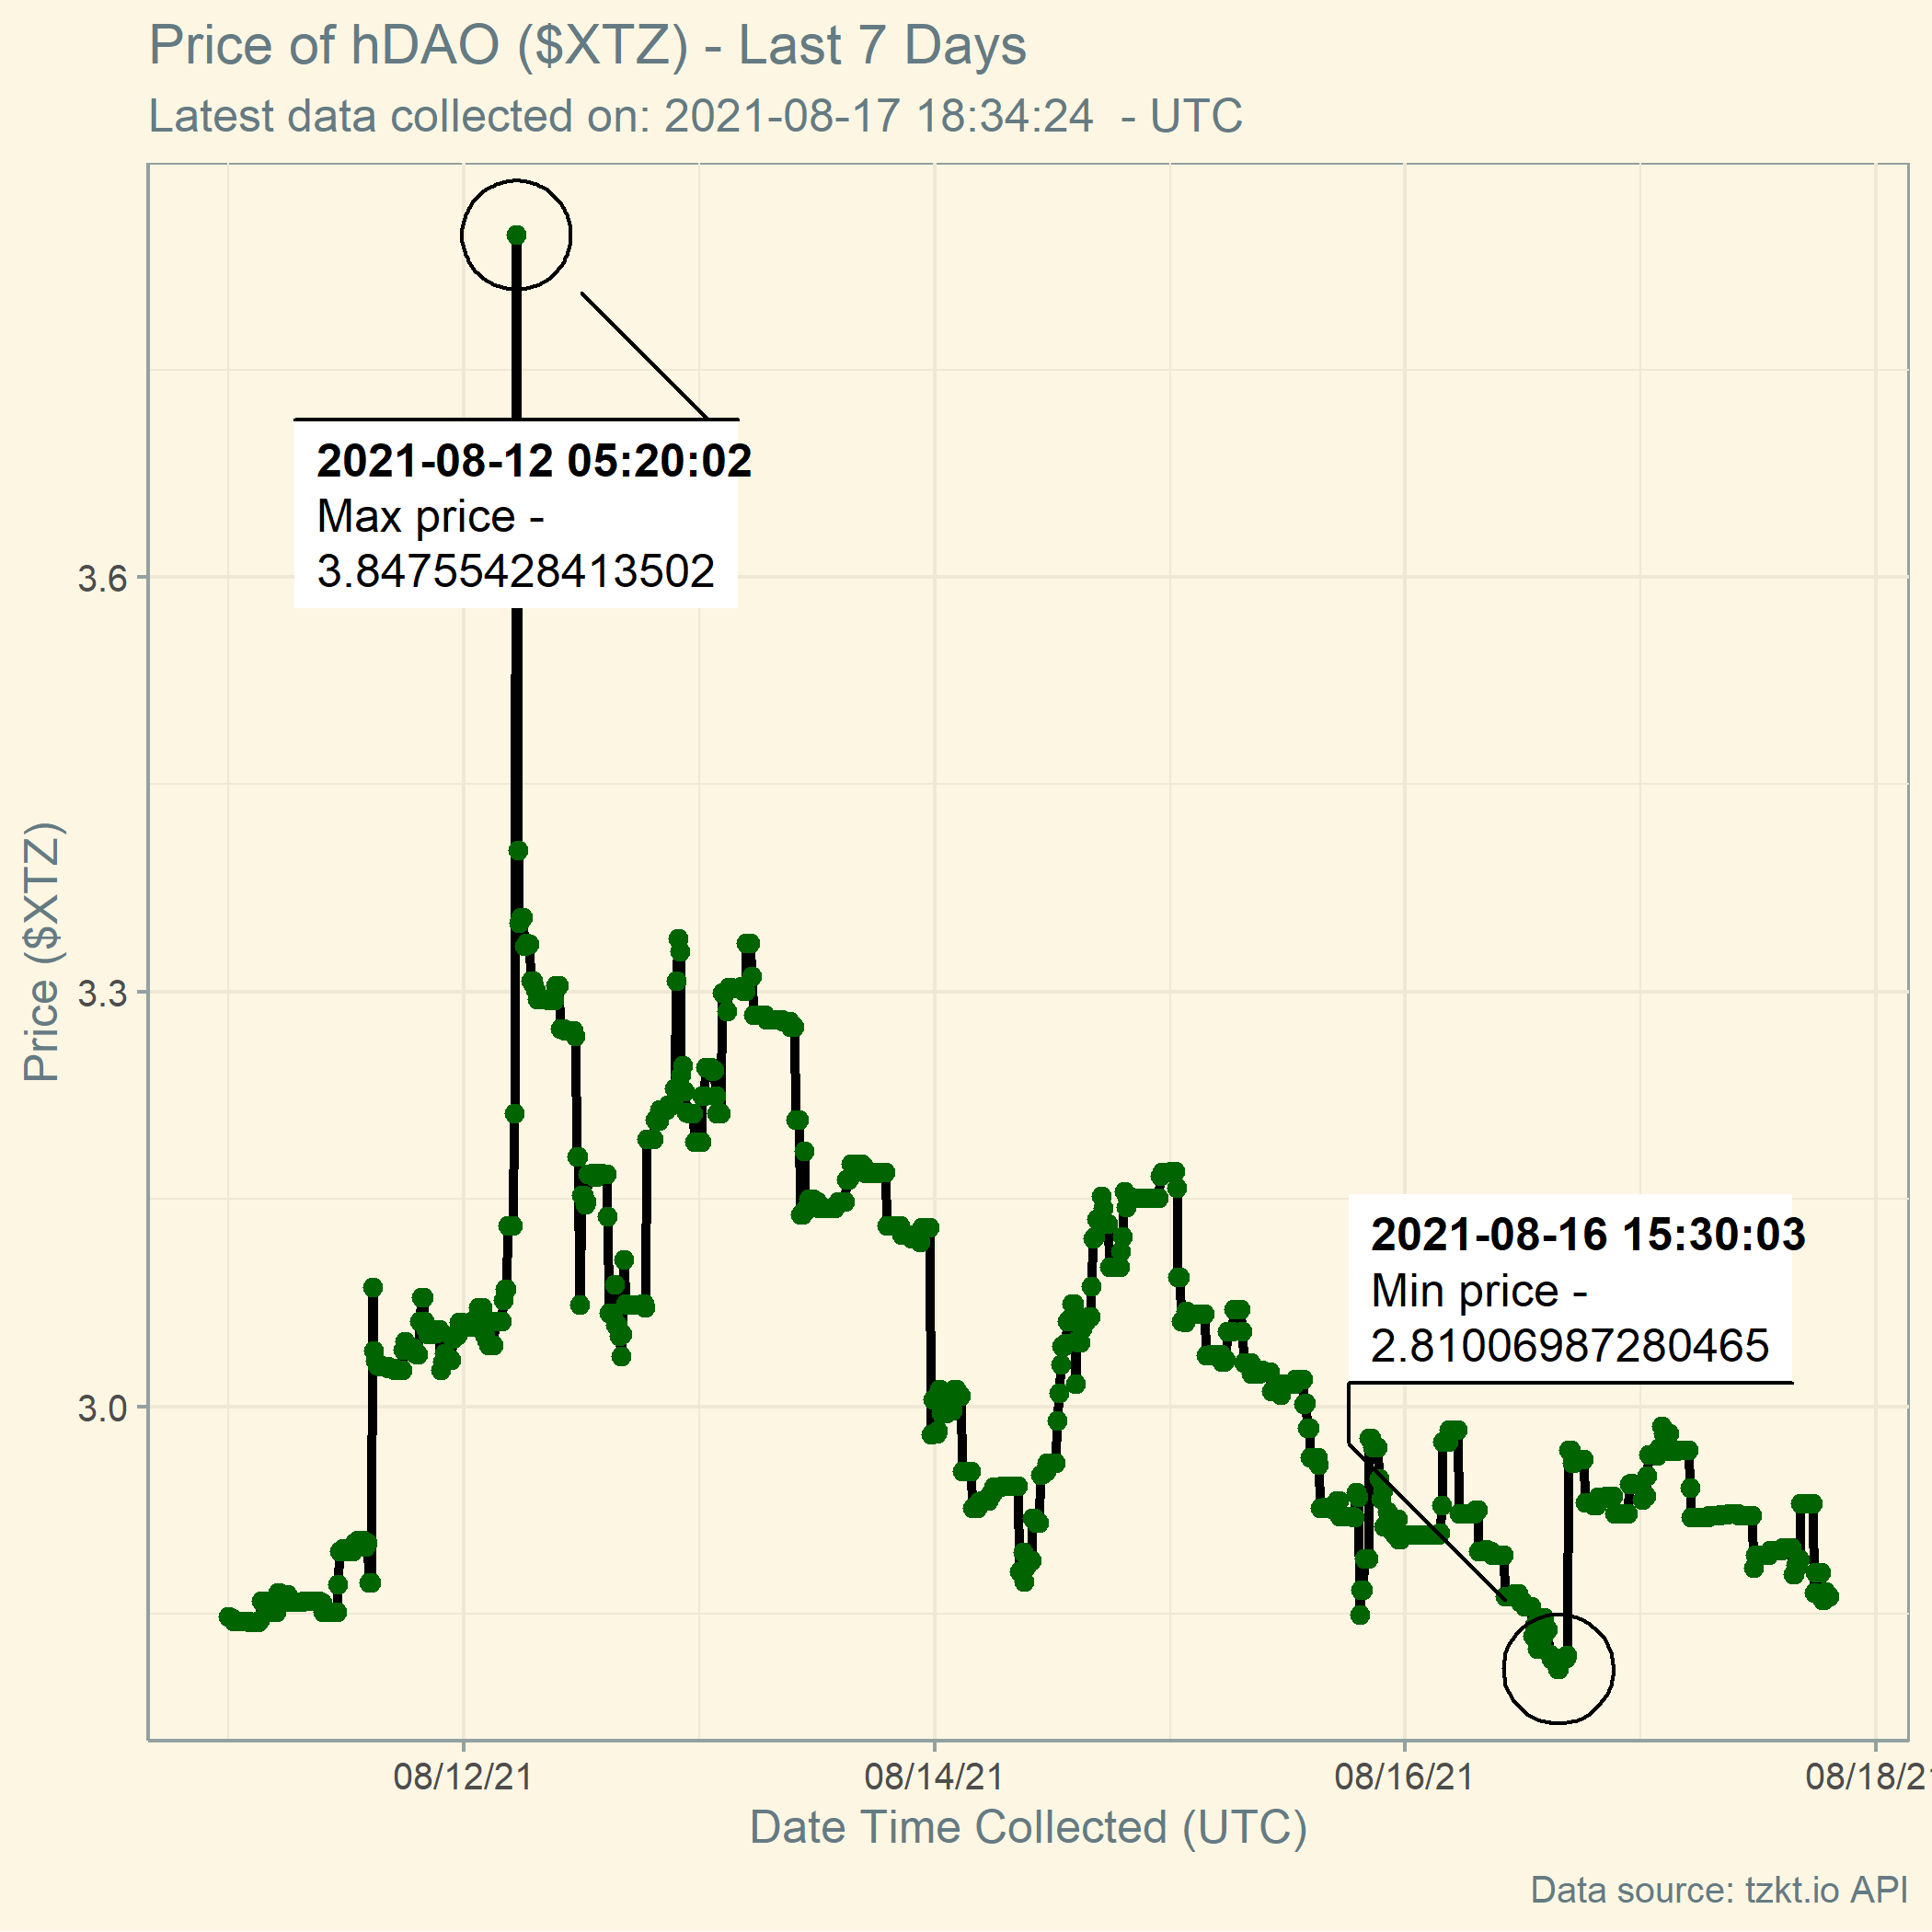 Price of hDAO ($XTZ) - Last 7 Days
Latest data collected on: 2021-08-17 18:34:24  - UTC
2021-08-12 05:20:02
Max price -
3.84755428413502
3.6
3.3
3.0
Price ($XTZ)
2021-08-16 15:30:03
Min price -
2.81006987280465
08/12/21
08/14/21
08/16/21
08/18/21
Date Time Collected (UTC)
Data source: tzkt.io API